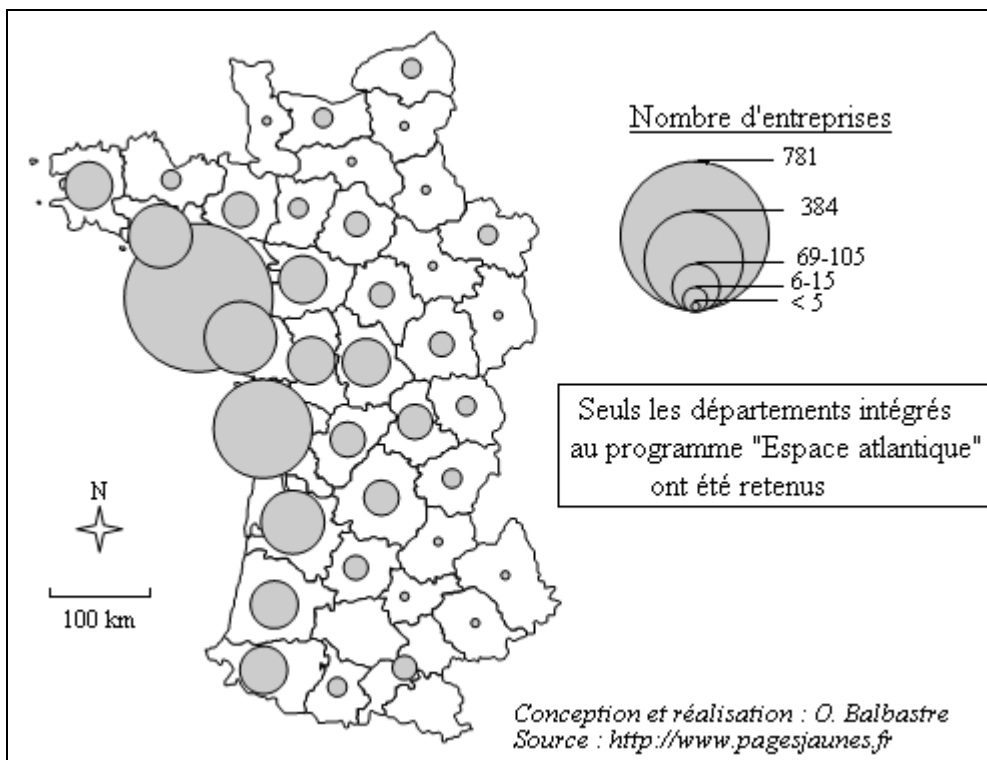 Nombre d'entreprises
781
384
69-105
6-15
< 5
Seuls les départements intégrés
au programme "Espace atlantique"
ont été retenus
N
100 km
Conception et réalisation : O. Balbastre
Source : http://www.pagesjaunes.fr